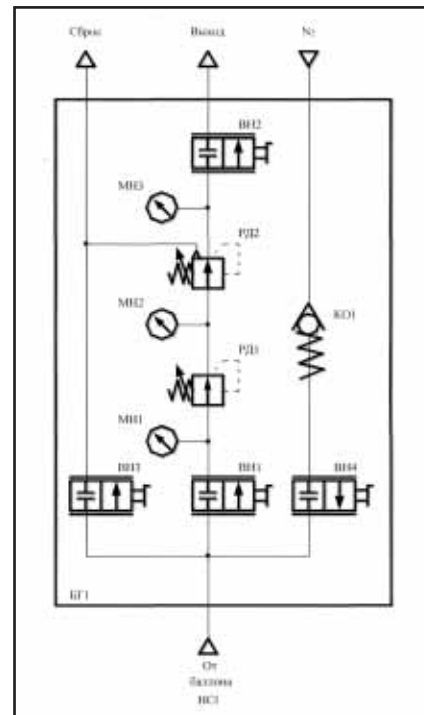 Сброс
Выход
N₂
ВН2
МН3
РД2
МН2
КО1
РД1
МН1
ВН3
ВН1
ВН4
БГ1
От
баллона
НС1